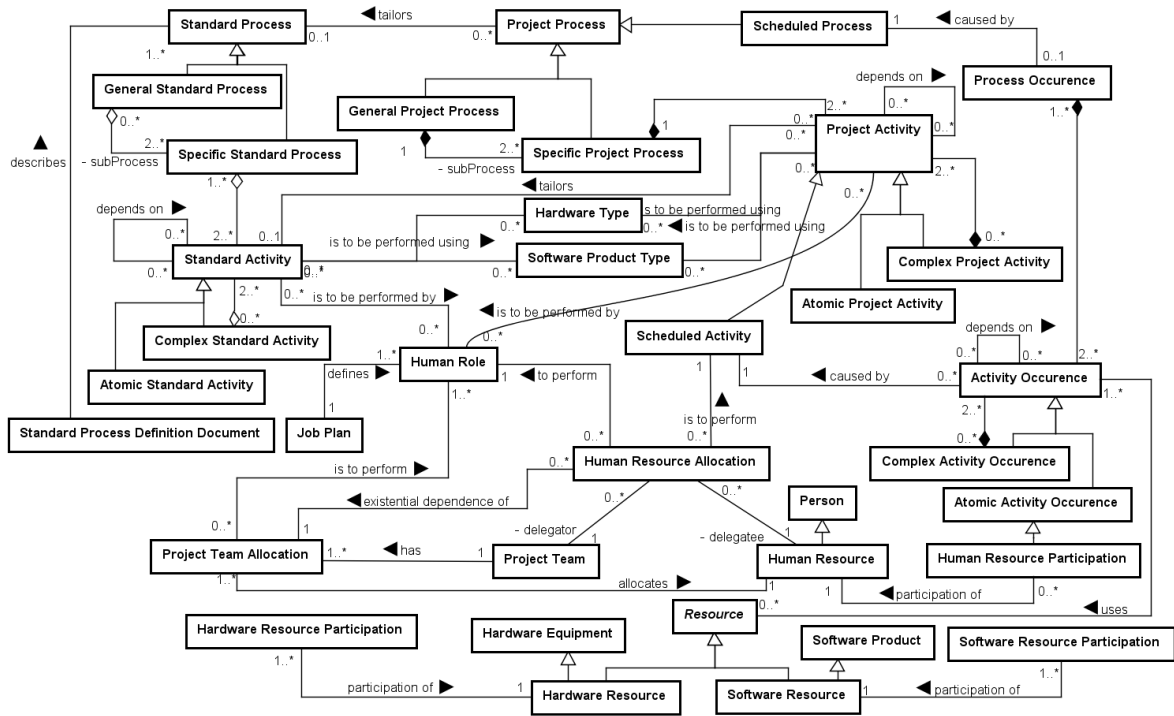 Standard Process
◀ tailors
Project Process
Scheduled Process
1
◀ caused by
0..1
0..*
1..*
0..1
General Standard Process
depends on ▶
Process Occurence
General Project Process
0..*
2..*
0..*
1..*
0..*
1
0..*
0..*
Project Activity
▲
describes
2..*
Specific Standard Process
1
2..*
Specific Project Process
- subProcess
- subProcess
1..*
◀ tailors
0..*
0..*
2..*
depends on ▶
Hardware Type
is to be performed using
0..*
2..*
0..1
is to be performed using ▶
0..*
0..*
◀ is to be performed using
0..*
Standard Activity
Software Product Type
Complex Project Activity
0..*
0..*
0..*
0..*
0..*
2..*
0..*
is to be performed by ▶
Atomic Project Activity
◀ is to be performed by
0..*
Scheduled Activity
depends on ▶
Complex Standard Activity
0..*
0..*
0..*
0..*
2..*
1..*
Human Role
defines ▶
1
◀ to perform
1
1
◀ caused by
0..*
Activity Occurence
1..*
Atomic Standard Activity
1..*
▲
is to perform
2..*
1
Standard Process Definition Document
Job Plan
0..*
0..*
0..*
Complex Activity Occurence
is to perform ▶
0..*
Human Resource Allocation
0..*
0..*
Person
Atomic Activity Occurence
◀ existential dependence of
0..*
1
- delegator
1
- delegatee
1
Project Team Allocation
1..*
◀ has
1
Project Team
Human Resource
Human Resource Participation
1..*
allocates ▶
1
1
◀ participation of
0..*
Resource
0..*
◀ uses
Hardware Resource Participation
Hardware Equipment
Software Product
Software Resource Participation
1..*
1..*
participation of ▶
1
Hardware Resource
Software Resource
1
◀ participation of